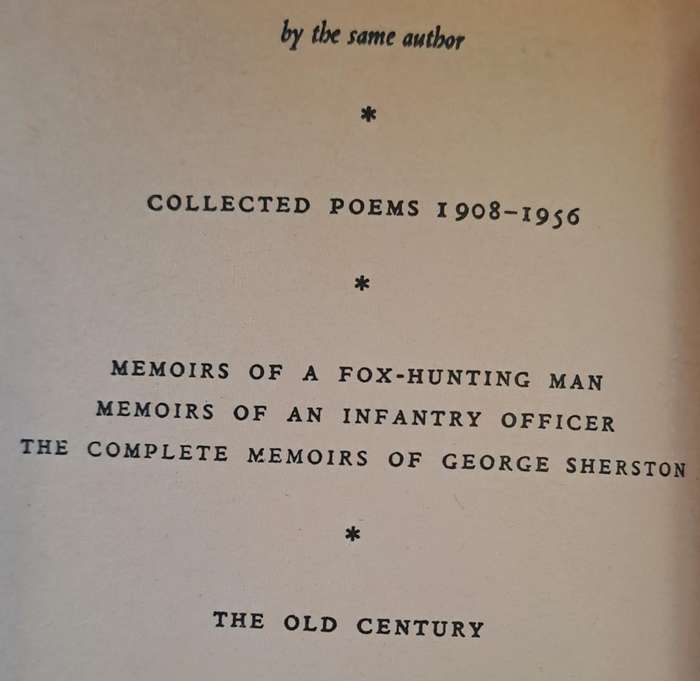 by the same author
*
COLLECTED POEMS 1908–1956
*
MEMOIRS OF A FOX-HUNTING MAN
MEMOIRS OF AN INFANTRY OFFICER
THE COMPLETE MEMOIRS OF GEORGE SHERSTON
*
THE OLD CENTURY